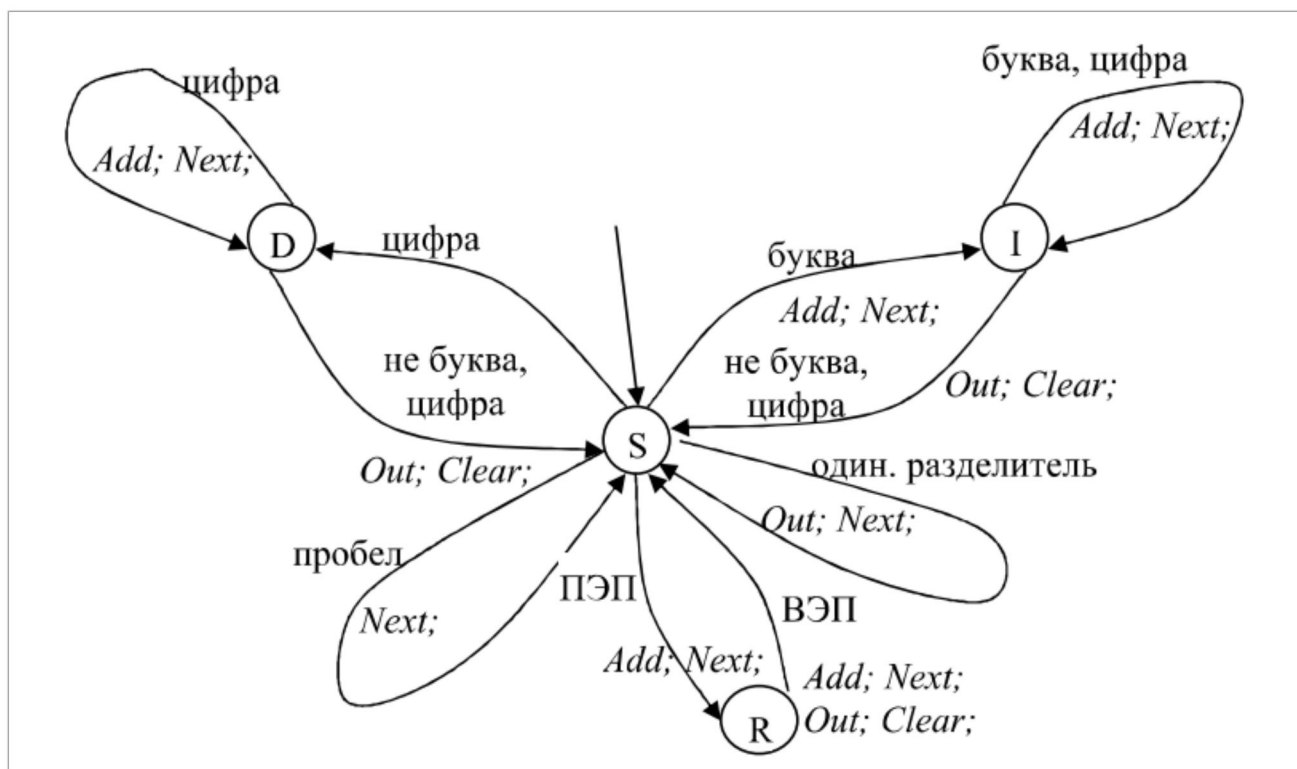 буква, цифра
цифра
Add; Next;
Add; Next;
D
I
цифра
буква
Add; Next;
не буква,
цифра
не буква,
цифра
Out; Clear;
S
Out; Clear;
один. разделитель
Out; Next;
пробел
ПЭП
ВЭП
Next;
Add; Next;
Add; Next;
R
Out; Clear;